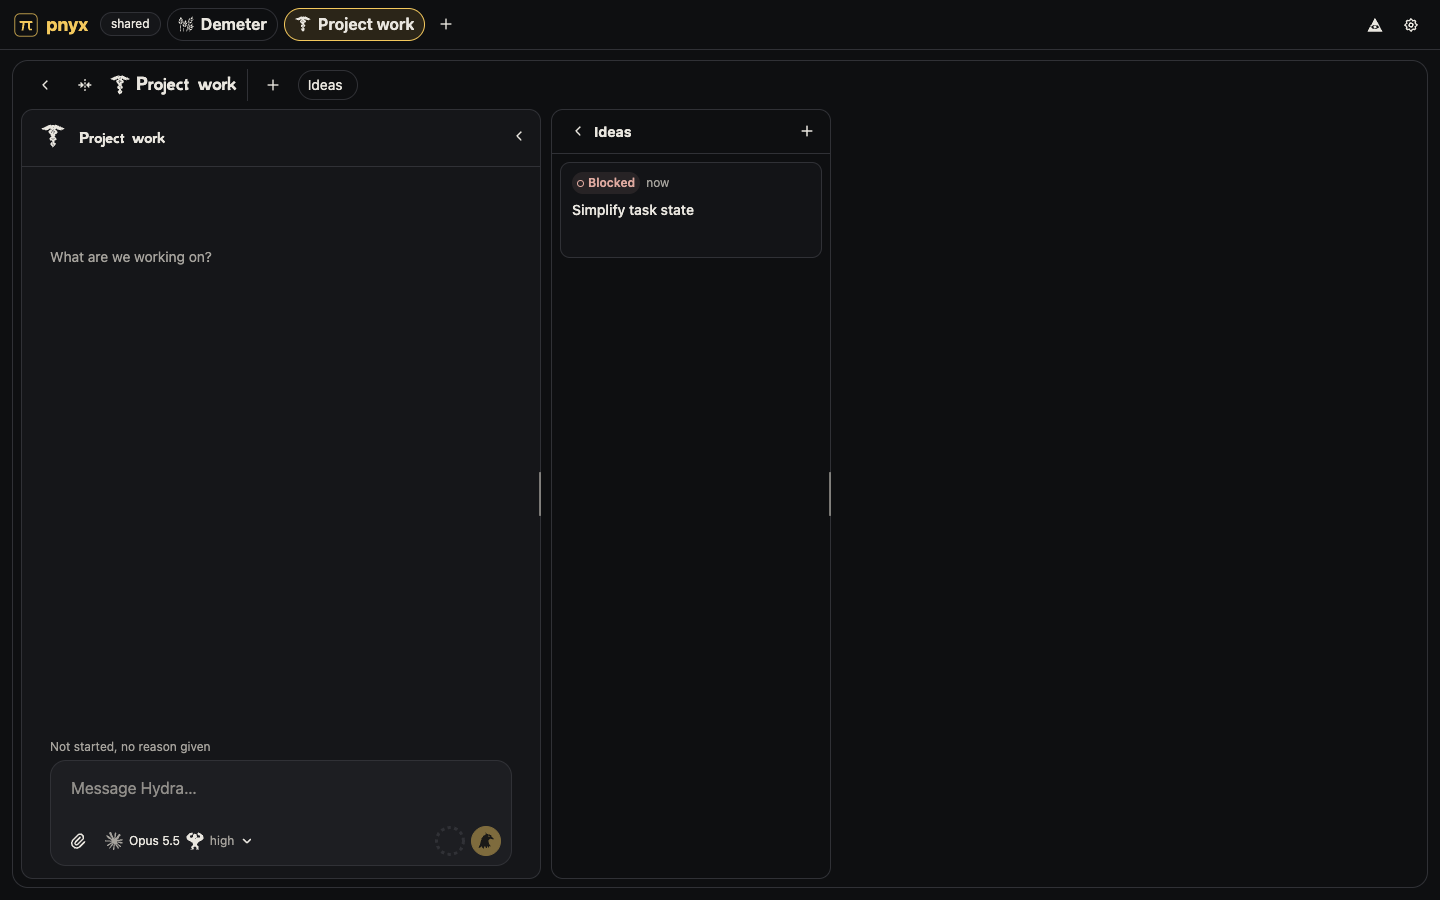 π pnyx shared Demeter Project work +
Project work + Ideas
Project work
Ideas +
Blocked now
Simplify task state
What are we working on?
Not started, no reason given
Message Hydra...
Opus 5.5 high